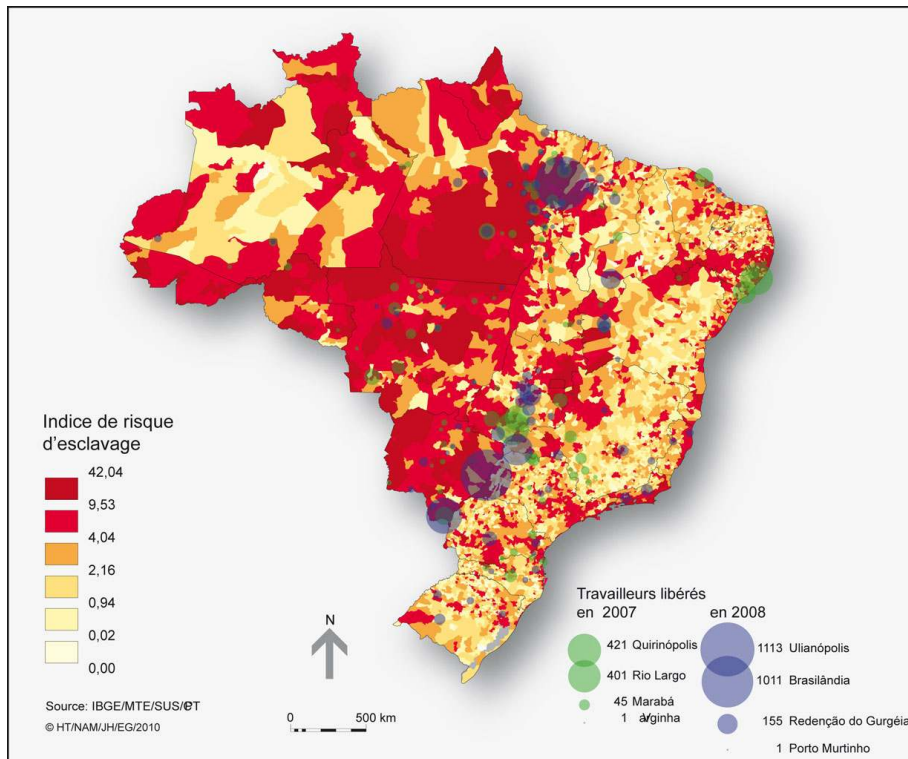 Indice de risque
d'esclavage
42,04
9,53
4,04
2,16
0,94
0,02
0,00
Source: IBGE/MTE/SUS/CPT
© HT/NAM/JH/EG/2010
N
0 500 km
Travailleurs libérés
en 2007
421 Quirinópolis
401 Rio Largo
45 Marabá
1 Varginha
en 2008
1113 Ulianópolis
1011 Brasilândia
155 Redenção do Gurgéia
1 Porto Murtinho